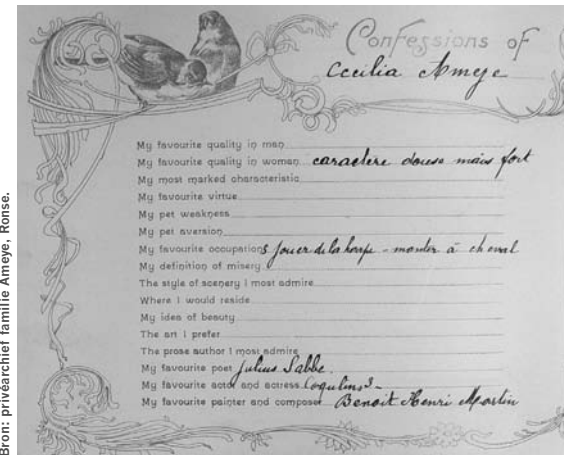 Confessions of
Cecilia Ameye
My favourite quality in man
My favourite quality in woman caractère douse mais fort
My most marked characteristic
My favourite virtue
My pet weakness
My pet aversion
My favourite occupations jouer de la harpe - monter à cheval
My definition of misery
The style of scenery I most admire
Where I would reside
My idea of beauty
The art I prefer
The prose author I most admire
My favourite poet Julius Sabbe.
My favourite actor and actress Coquelins
My favourite painter and composer Benoit Henri Martin
Bron: privéarchief familie Ameye, Ronse.